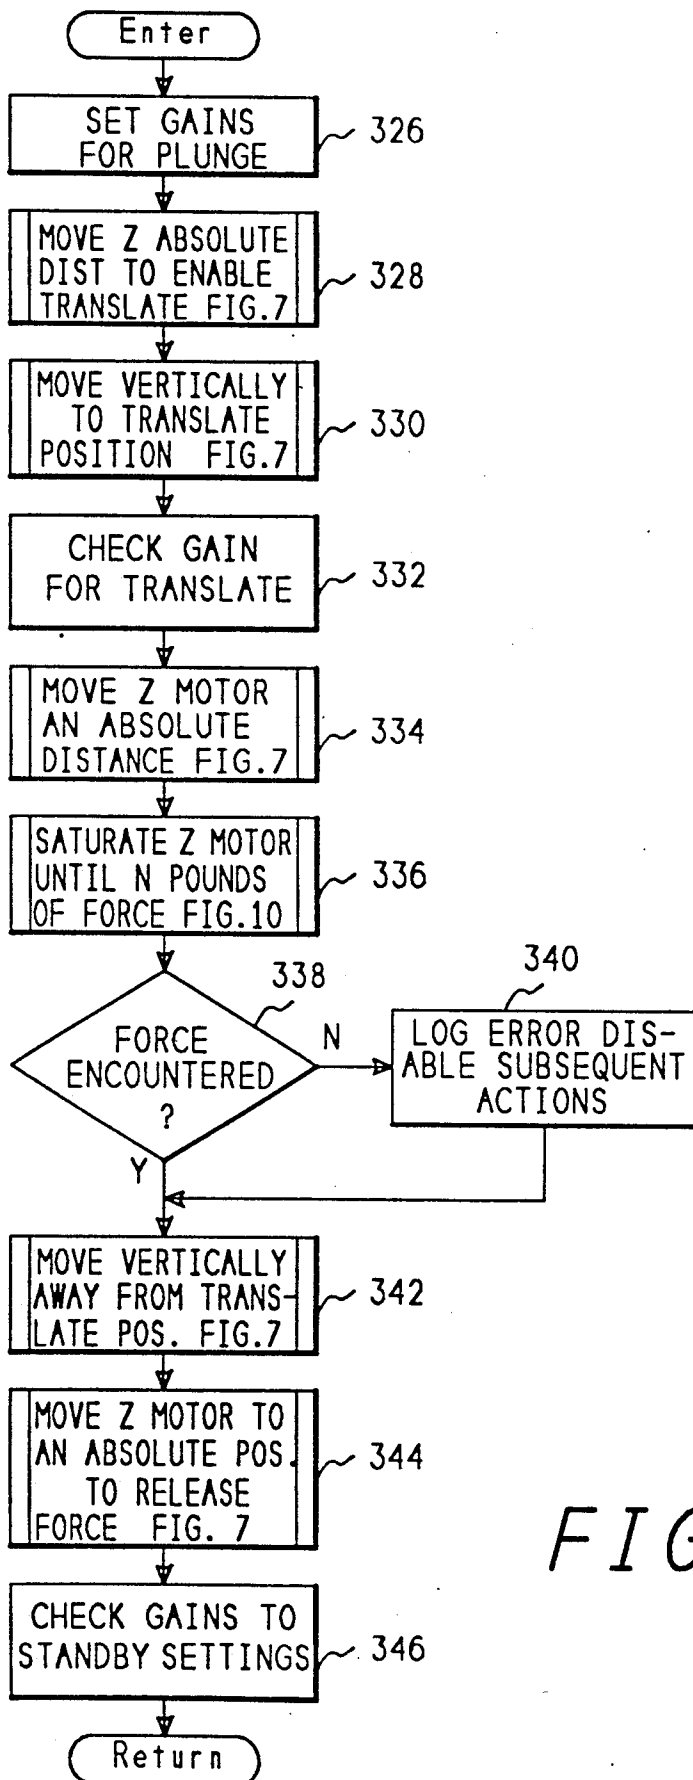 Enter
SET GAINS
FOR PLUNGE
326
MOVE Z ABSOLUTE
DIST TO ENABLE
TRANSLATE FIG.7
328
MOVE VERTICALLY
TO TRANSLATE
POSITION FIG.7
330
CHECK GAIN
FOR TRANSLATE
332
MOVE Z MOTOR
AN ABSOLUTE
DISTANCE FIG.7
334
SATURATE Z MOTOR
UNTIL N POUNDS
OF FORCE FIG.10
336
338
FORCE
ENCOUNTERED
?
N
Y
340
LOG ERROR DIS-
ABLE SUBSEQUENT
ACTIONS
MOVE VERTICALLY
AWAY FROM TRANS-
LATE POS. FIG.7
342
MOVE Z MOTOR TO
AN ABSOLUTE POS.
TO RELEASE
FORCE FIG. 7
344
FIG
CHECK GAINS TO
STANDBY SETTINGS
346
Return